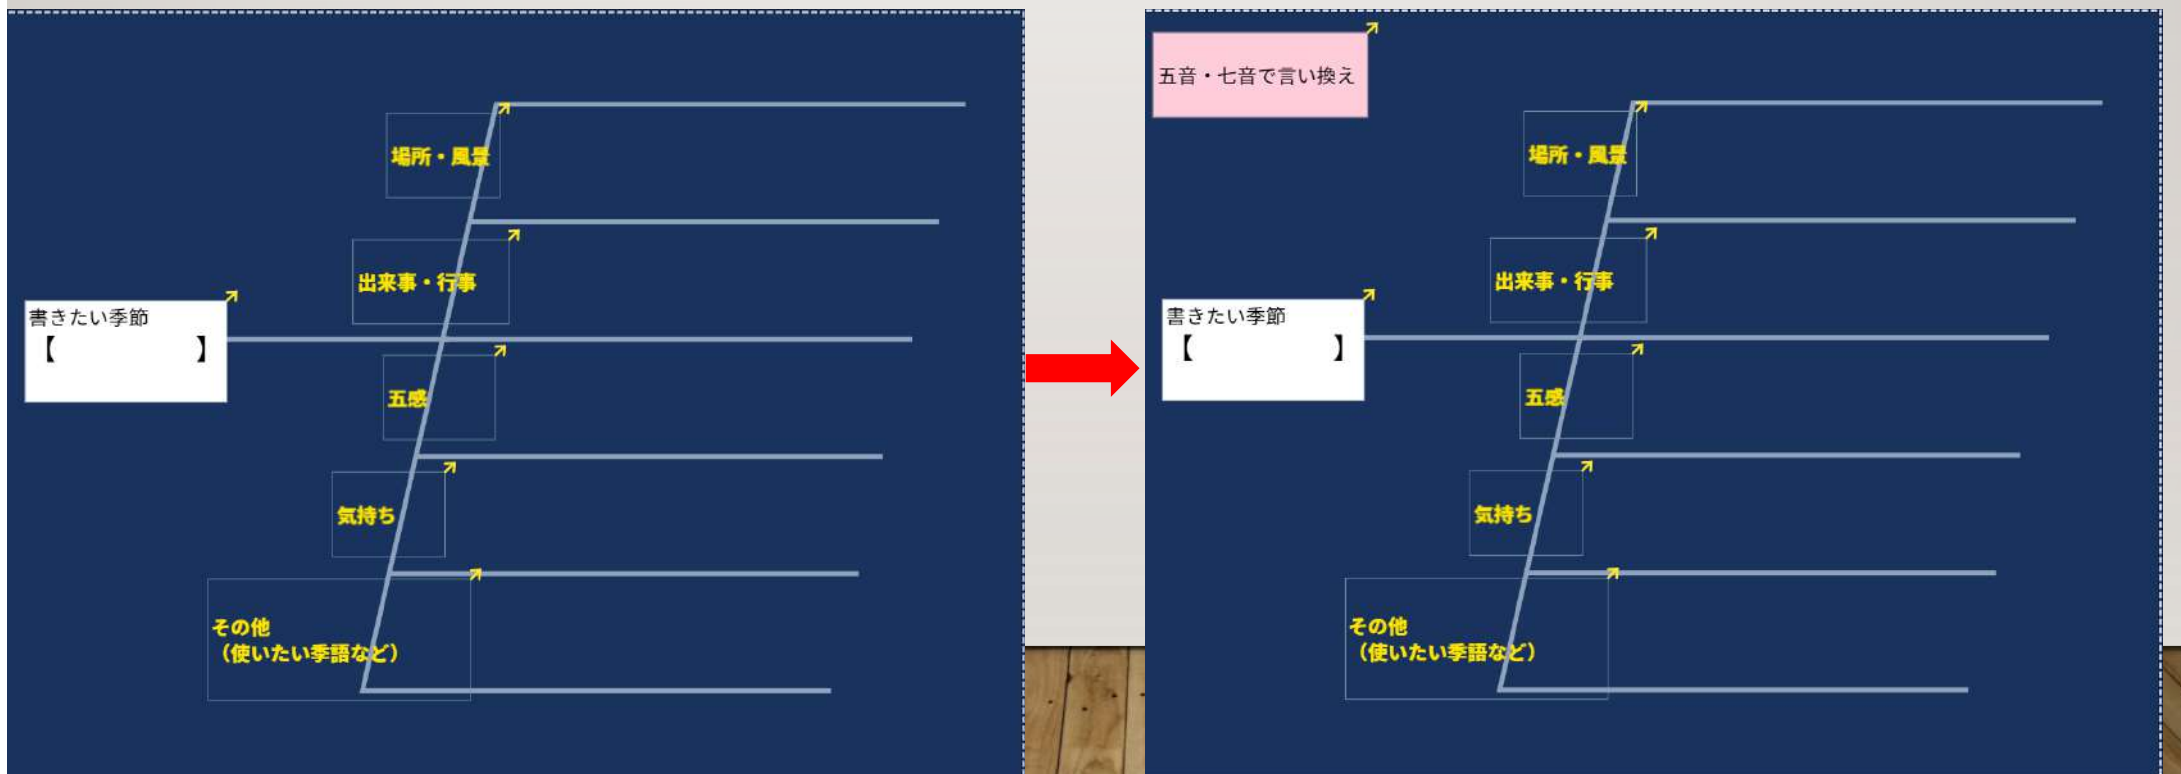 場所・風景
出来事・行事
書きたい季節
【　　　　　　】
五感
気持ち
その他
（使いたい季語など）
五音・七音で言い換え
場所・風景
出来事・行事
書きたい季節
【　　　　　　】
五感
気持ち
その他
（使いたい季語など）